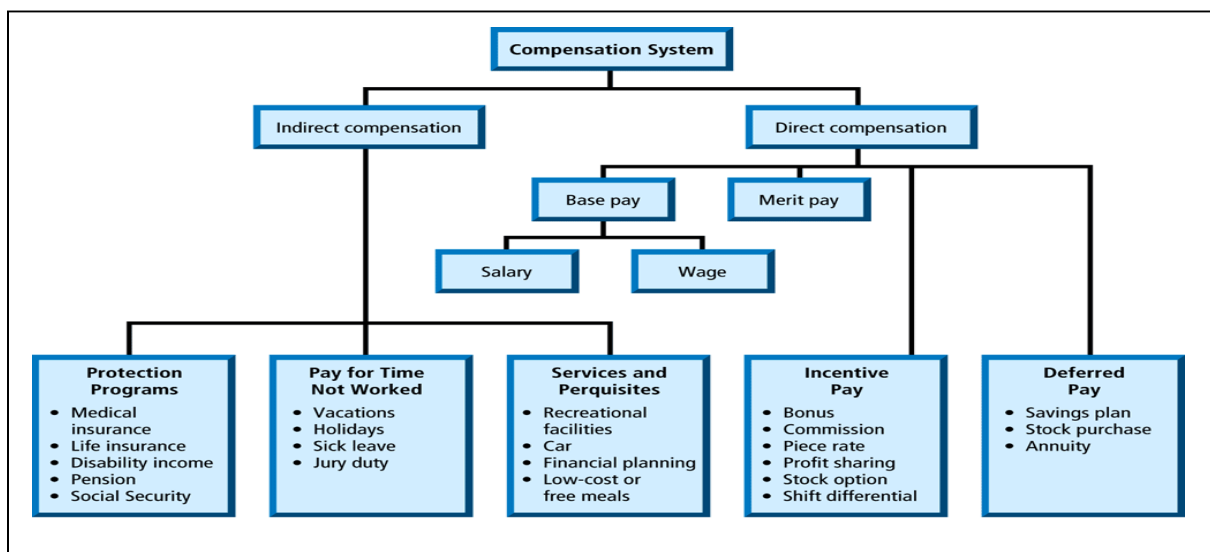 Compensation System
Indirect compensation
Direct compensation
Base pay
Merit pay
Salary
Wage
Protection
Programs
• Medical
insurance
• Life insurance
• Disability income
• Pension
• Social Security
Pay for Time
Not Worked
• Vacations
• Holidays
• Sick leave
• Jury duty
Services and
Perquisites
• Recreational
facilities
• Car
• Financial planning
• Low-cost or
free meals
Incentive
Pay
• Bonus
• Commission
• Piece rate
• Profit sharing
• Stock option
• Shift differential
Deferred
Pay
• Savings plan
• Stock purchase
• Annuity